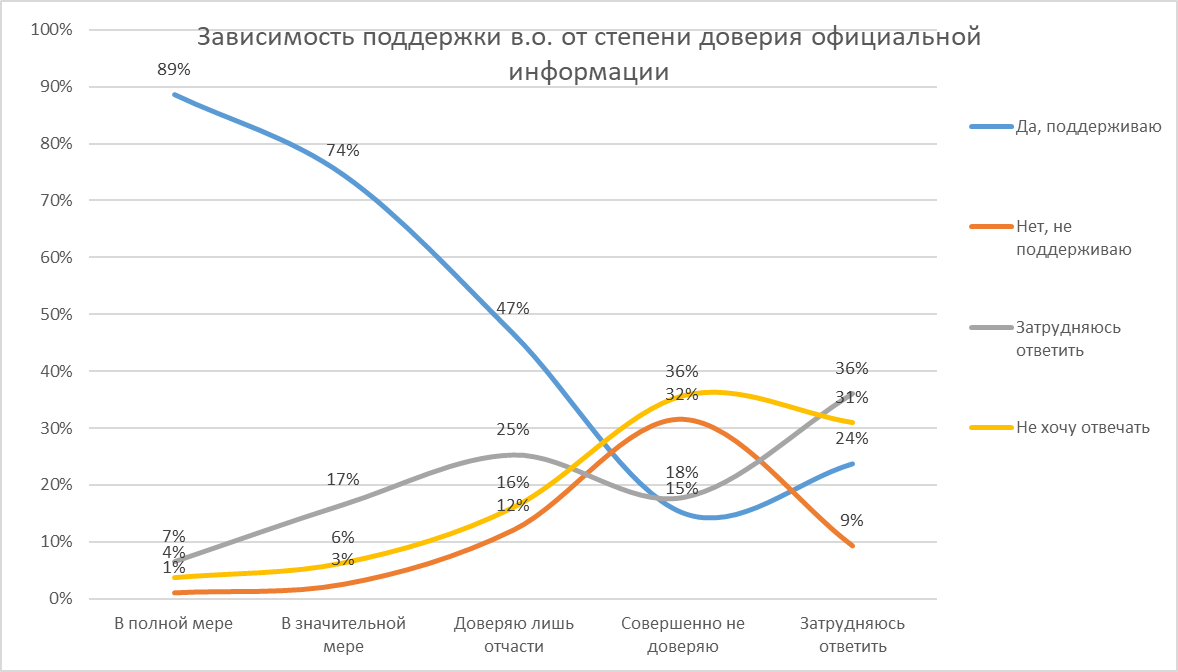 Зависимость поддержки в.о. от степени доверия официальной
информации
100%
90%
80%
70%
60%
50%
40%
30%
20%
10%
0%
89%
74%
47%
15%
24%
1%
3%
12%
32%
9%
7%
17%
25%
18%
36%
4%
6%
16%
36%
31%
В полной мере
В значительной
мере
Доверяю лишь
отчасти
Совершенно не
доверяю
Затрудняюсь
ответить
Да, поддерживаю
Нет, не
поддерживаю
Затрудняюсь
ответить
Не хочу отвечать